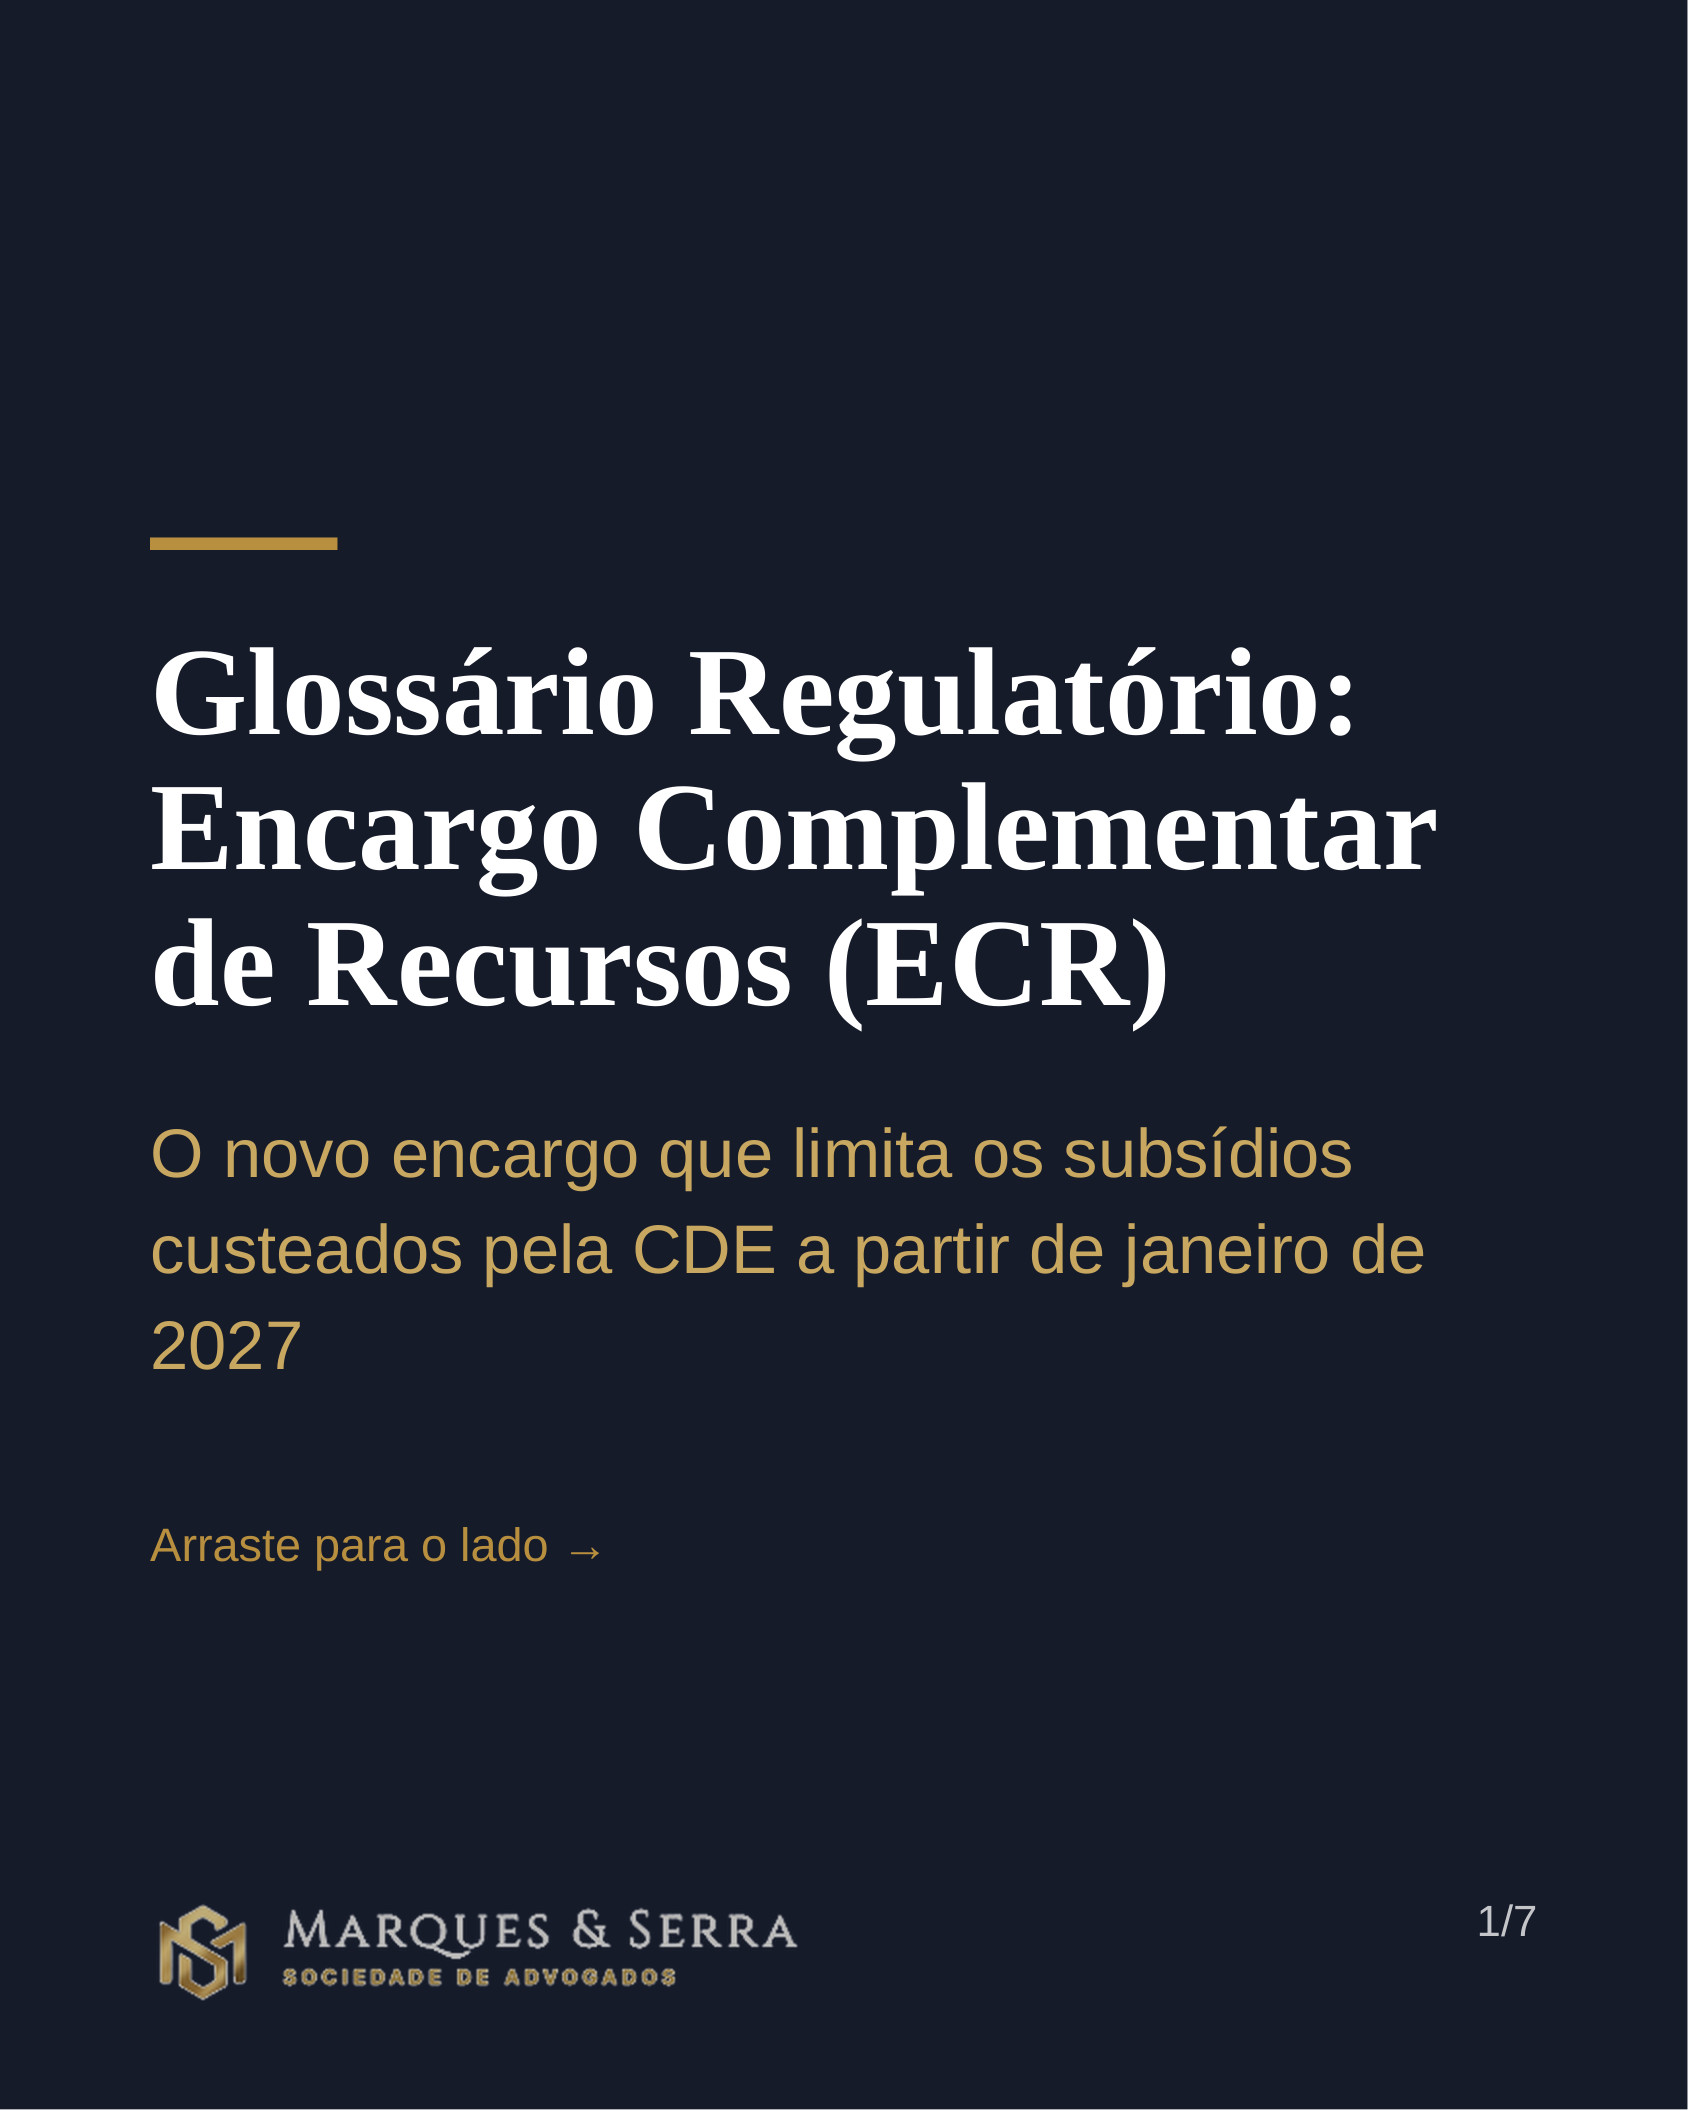 Glossário Regulatório:
Encargo Complementar
de Recursos (ECR)
O novo encargo que limita os subsídios
custeados pela CDE a partir de janeiro de
2027
Arraste para o lado →
MARQUES & SERRA
SOCIEDADE DE ADVOGADOS
1/7